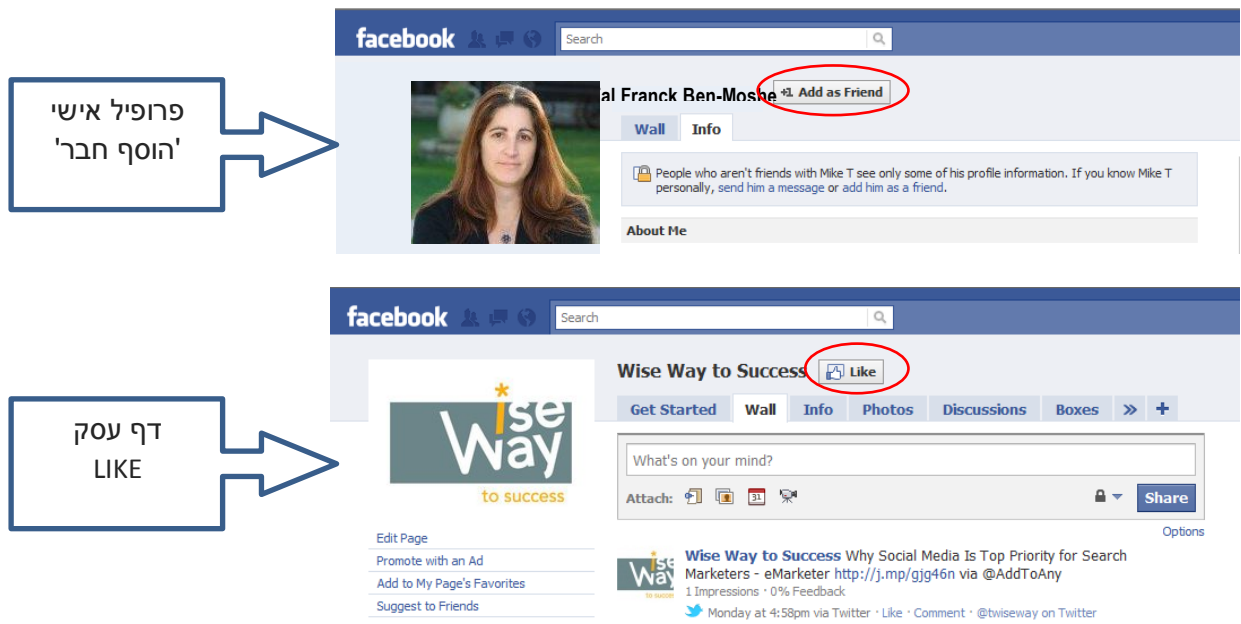 facebook
Search
פרופיל אישי
'הוסף חבר'
al Franck Ben-Moshe
+1 Add as Friend
Wall Info
People who aren't friends with Mike T see only some of his profile information. If you know Mike T
personally, send him a message or add him as a friend.
About Me
facebook
Search
דף עסק
LIKE
Wise Way to Success
Like
Get Started Wall Info Photos Discussions Boxes » +
wise
Way
to success
What's on your mind?
Attach: 31 Share
Options
Edit Page
Promote with an Ad
Add to My Page's Favorites
Suggest to Friends
Wise Way to Success Why Social Media Is Top Priority for Search
Marketers - eMarketer http://j.mp/gjg46n via @AddToAny
1 Impressions · 0% Feedback
Monday at 4:58pm via Twitter · Like · Comment · @twiseway on Twitter